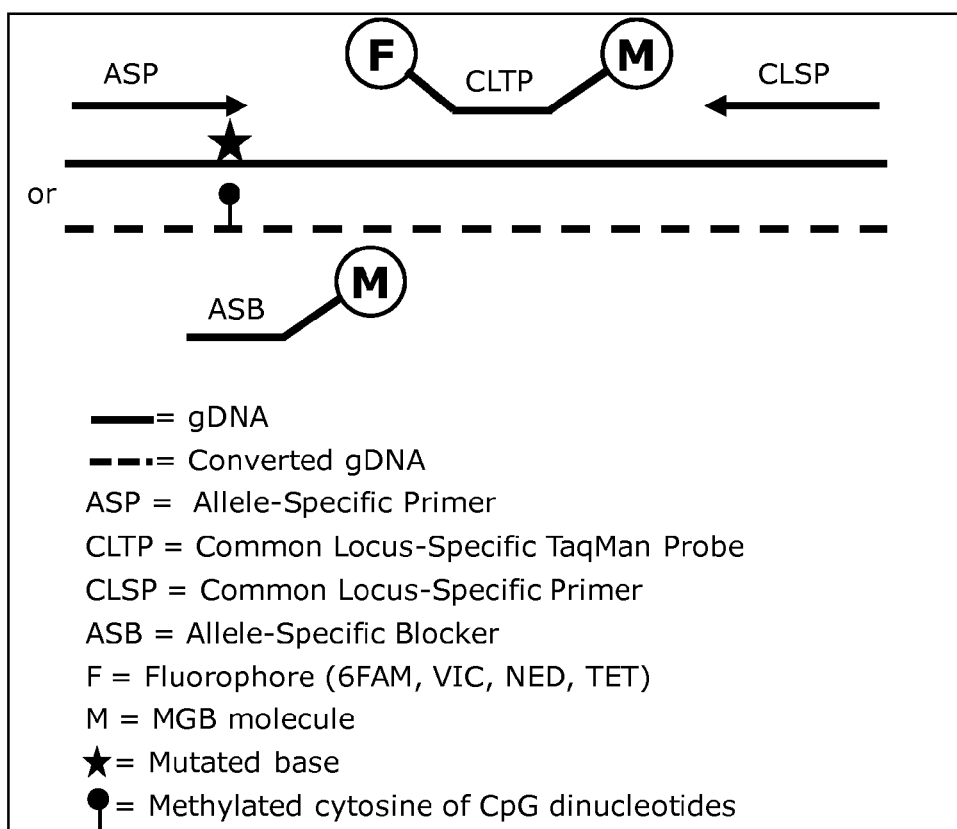 F M
ASP CLTP CLSP
or
M
ASB
= gDNA
= Converted gDNA
ASP = Allele-Specific Primer
CLTP = Common Locus-Specific TaqMan Probe
CLSP = Common Locus-Specific Primer
ASB = Allele-Specific Blocker
F = Fluorophore (6FAM, VIC, NED, TET)
M = MGB molecule
= Mutated base
= Methylated cytosine of CpG dinucleotides